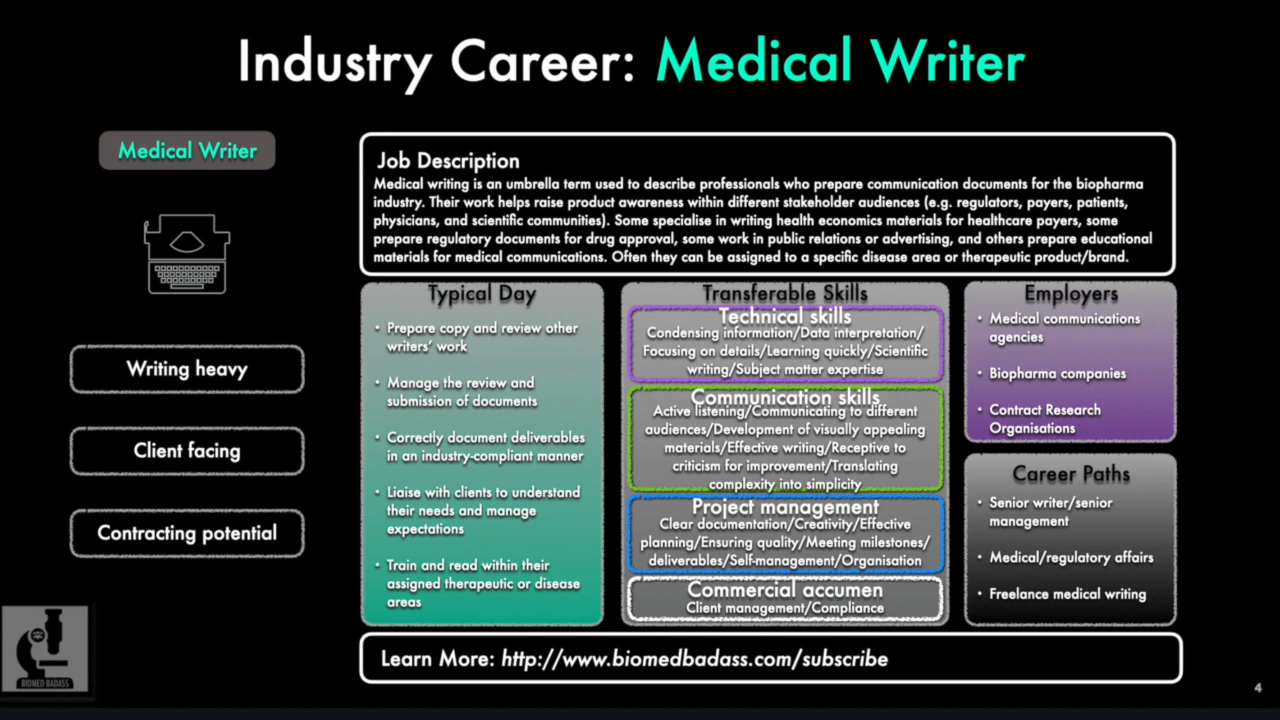 Industry Career: Medical Writer
Medical Writer
Writing heavy
Client facing
Contracting potential
BIOMED BADASS
Job Description
Medical writing is an umbrella term used to describe professionals who prepare communication documents for the biopharma
industry. Their work helps raise product awareness within different stakeholder audiences (e.g. regulators, payers, patients,
physicians, and scientific communities). Some specialise in writing health economics materials for healthcare payers, some
prepare regulatory documents for drug approval, some work in public relations or advertising, and others prepare educational
materials for medical communications. Often they can be assigned to a specific disease area or therapeutic product/brand.
Typical Day
• Prepare copy and review other
writers' work
• Manage the review and
submission of documents
• Correctly document deliverables
in an industry-compliant manner
• Liaise with clients to understand
their needs and manage
expectations
• Train and read within their
assigned therapeutic or disease
areas
Transferable Skills
Technical skills
Condensing information/Data interpretation/
Focusing on details/Learning quickly/Scientific
writing/Subject matter expertise
Communication skills
Active listening/Communicating to different
audiences/Development of visually appealing
materials/Effective writing/Receptive to
criticism for improvement/Translating
complexity into simplicity
Project management
Clear documentation/Creativity/Effective
planning/Ensuring quality/Meeting milestones/
deliverables/Self-management/Organisation
Commercial accumen
Client management/Compliance
Employers
• Medical communications
agencies
• Biopharma companies
• Contract Research
Organisations
Career Paths
• Senior writer/senior
management
• Medical/regulatory affairs
• Freelance medical writing
Learn More: http://www.biomedbadass.com/subscribe
4